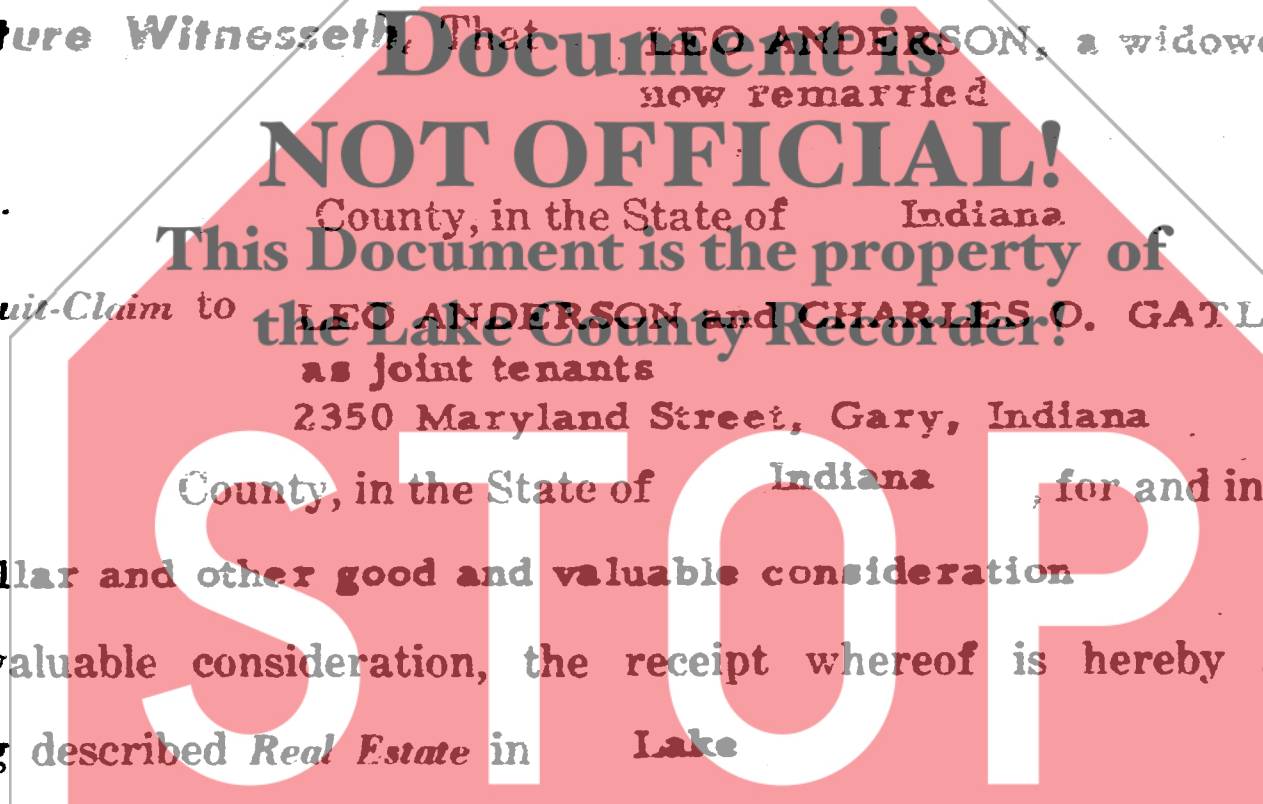 ture Witnesseth, That LEO ANDERSON, a widowe
Document is
now remarried
NOT OFFICIAL!
County, in the State of Indiana
This Document is the property of
uit-Claim to LEO ANDERSON and CHARLES O. GATL
the Lake County Recorder!
as joint tenants
2350 Maryland Street, Gary, Indiana
County, in the State of Indiana, for and in
llar and other good and valuable consideration
valuable consideration, the receipt whereof is hereby
g described Real Estate in Lake
STOP